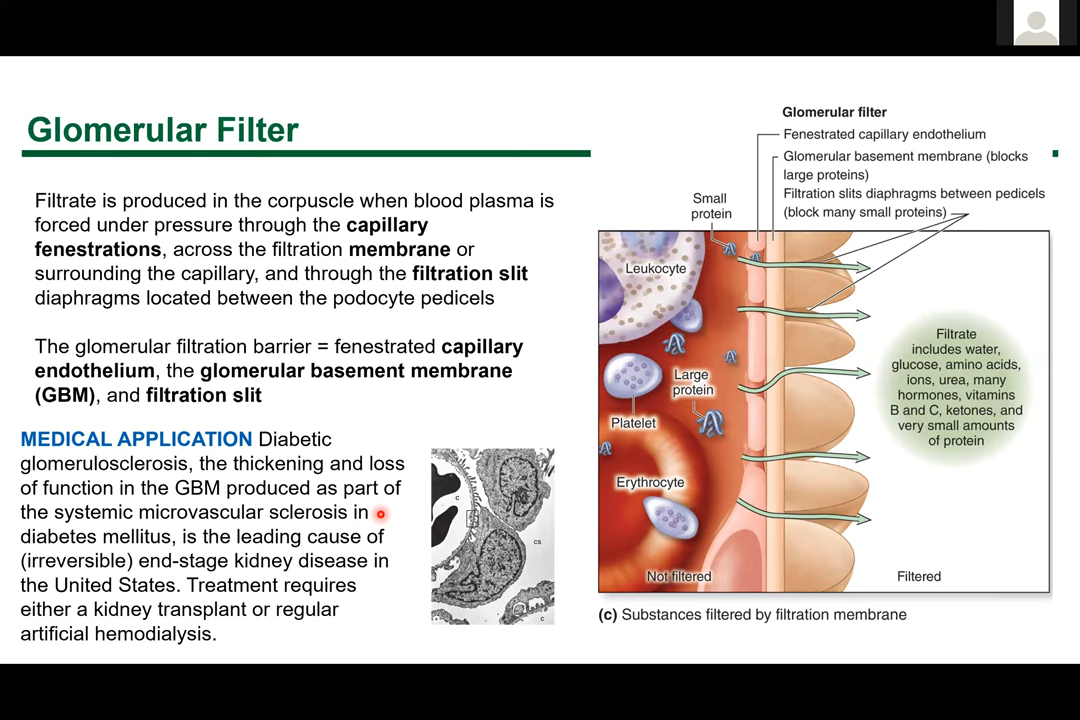 Glomerular Filter
Filtrate is produced in the corpuscle when blood plasma is
forced under pressure through the capillary
fenestrations, across the filtration membrane or
surrounding the capillary, and through the filtration slit
diaphragms located between the podocyte pedicels
The glomerular filtration barrier = fenestrated capillary
endothelium, the glomerular basement membrane
(GBM), and filtration slit
MEDICAL APPLICATION Diabetic
glomerulosclerosis, the thickening and loss
of function in the GBM produced as part of
the systemic microvascular sclerosis in
diabetes mellitus, is the leading cause of
(irreversible) end-stage kidney disease in
the United States. Treatment requires
either a kidney transplant or regular
artificial hemodialysis.
C
CS
C
Glomerular filter
Fenestrated capillary endothelium
Glomerular basement membrane (blocks
large proteins)
Filtration slits diaphragms between pedicels
(block many small proteins)
Small
protein
Leukocyte
Large
protein
Platelet
Erythrocyte
Not filtered
Filtrate
includes water,
glucose, amino acids,
ions, urea, many
hormones, vitamins
B and C, ketones, and
very small amounts
of protein
Filtered
(c) Substances filtered by filtration membrane